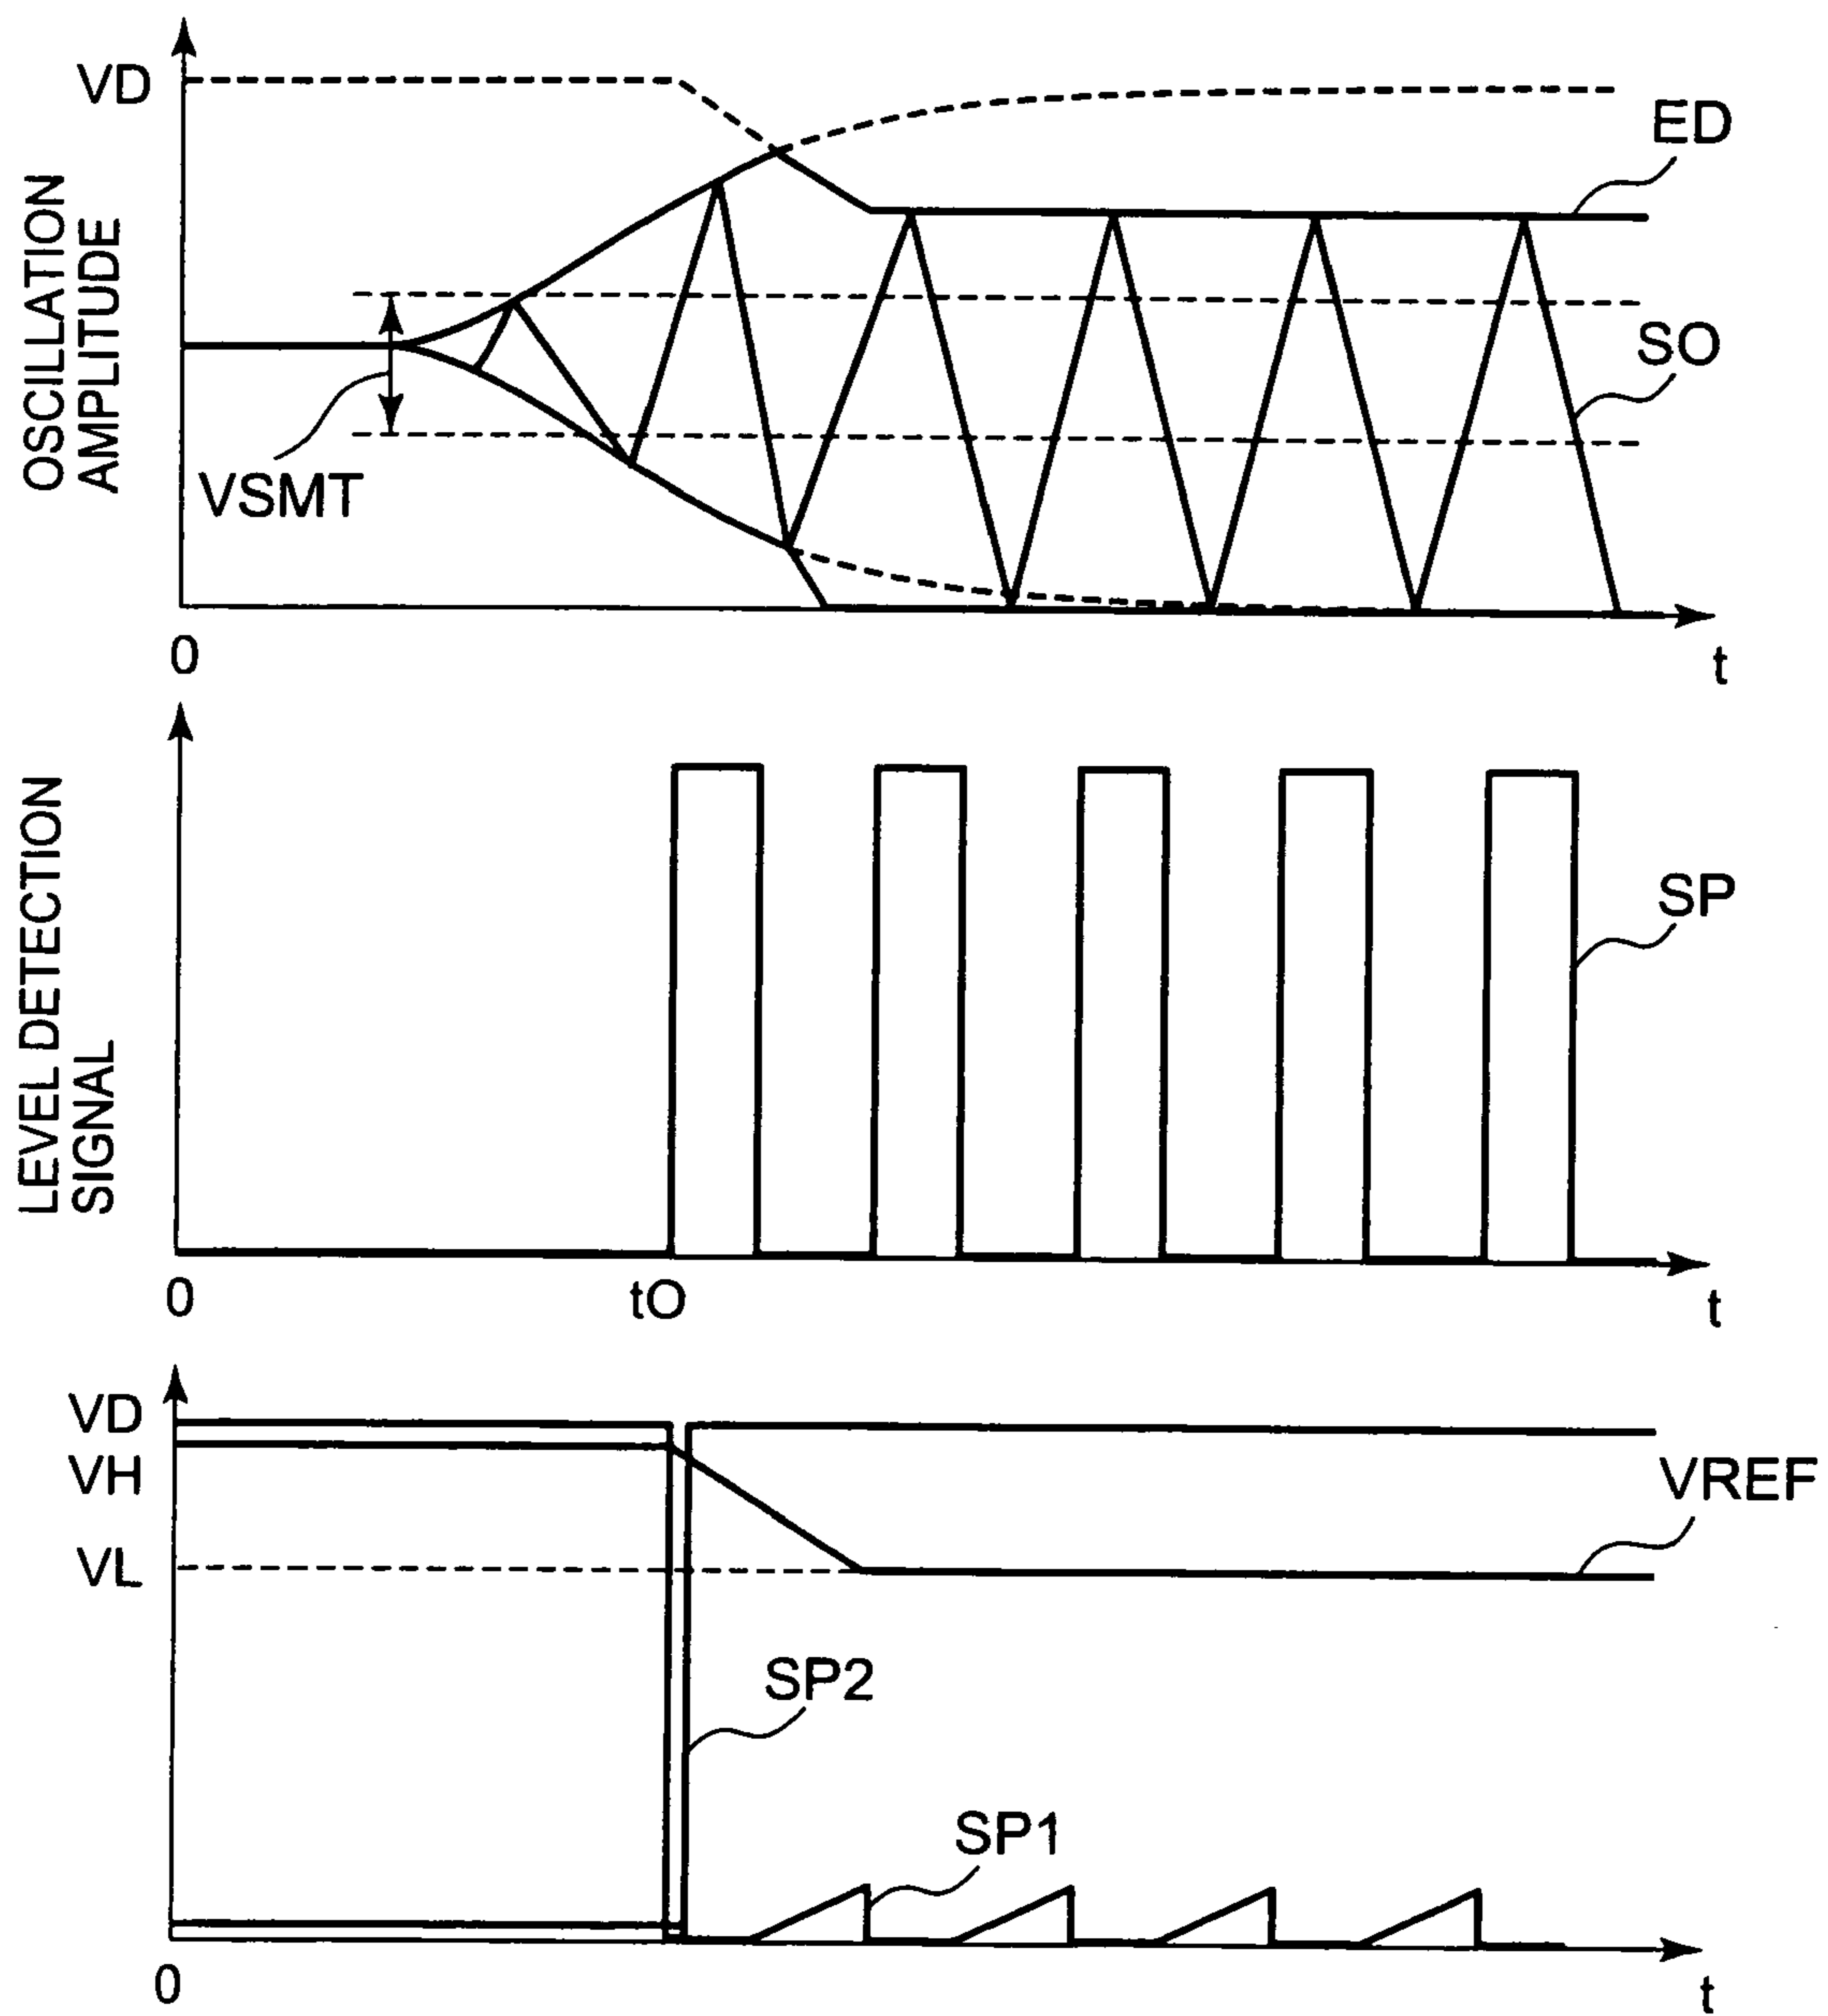 VD
ED
OSCILLATION
AMPLITUDE
SO
VSMT
0
t
LEVEL DETECTION
SIGNAL
SP
0
tO
t
VD
VH
VREF
VL
SP2
SP1
0
t